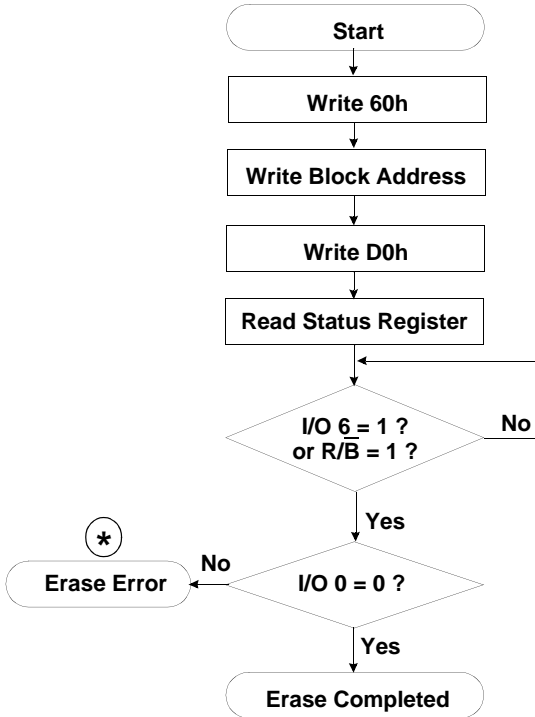 Start
Write 60h
Write Block Address
Write D0h
Read Status Register
I/O 6 = 1 ?
or R/B̅ = 1 ?
No
Yes
*
No
Erase Error
I/O 0 = 0 ?
Yes
Erase Completed